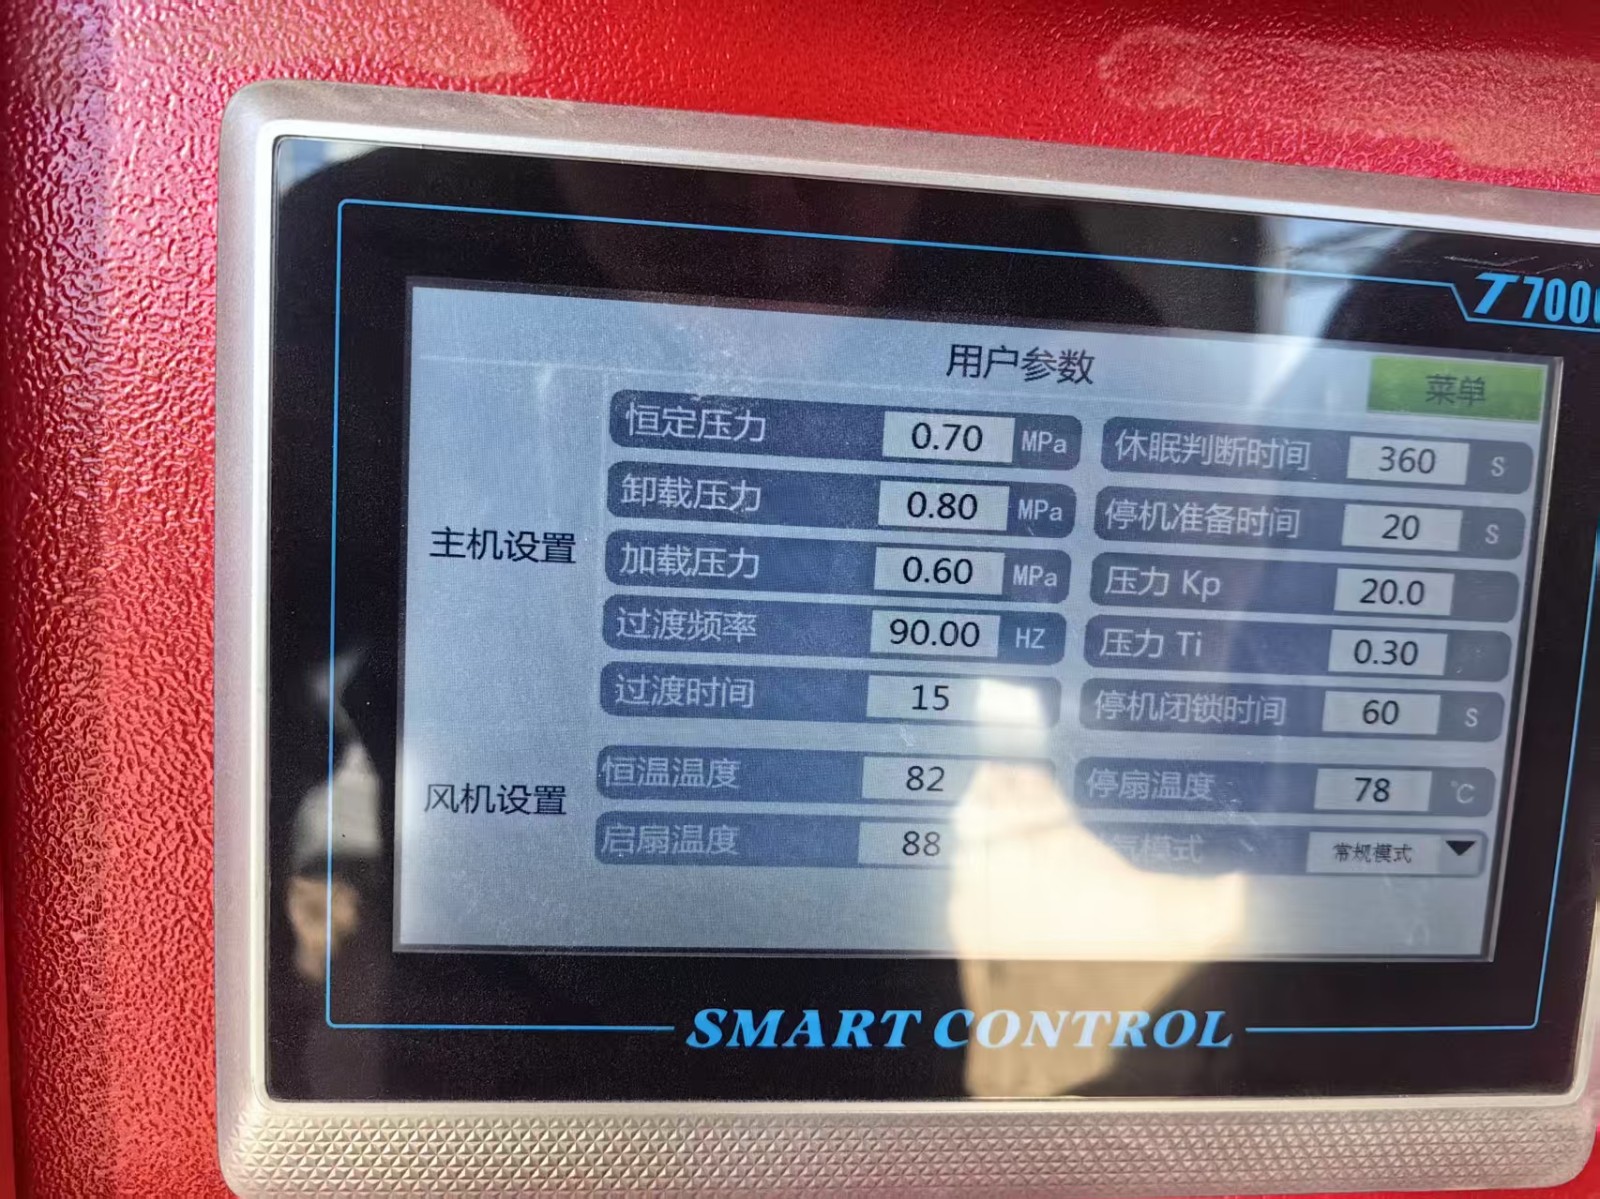 T700
用户参数
菜单
主机设置
恒定压力 0.70 MPa
休眠判断时间 360 S
卸载压力 0.80 MPa
停机准备时间 20 S
加载压力 0.60 MPa
压力 Kp 20.0
过渡频率 90.00 HZ
压力 Ti 0.30
过渡时间 15
停机闭锁时间 60 S
风机设置
恒温温度 82
停扇温度 78 ℃
启扇温度 88
气模式 常规模式
SMART CONTROL